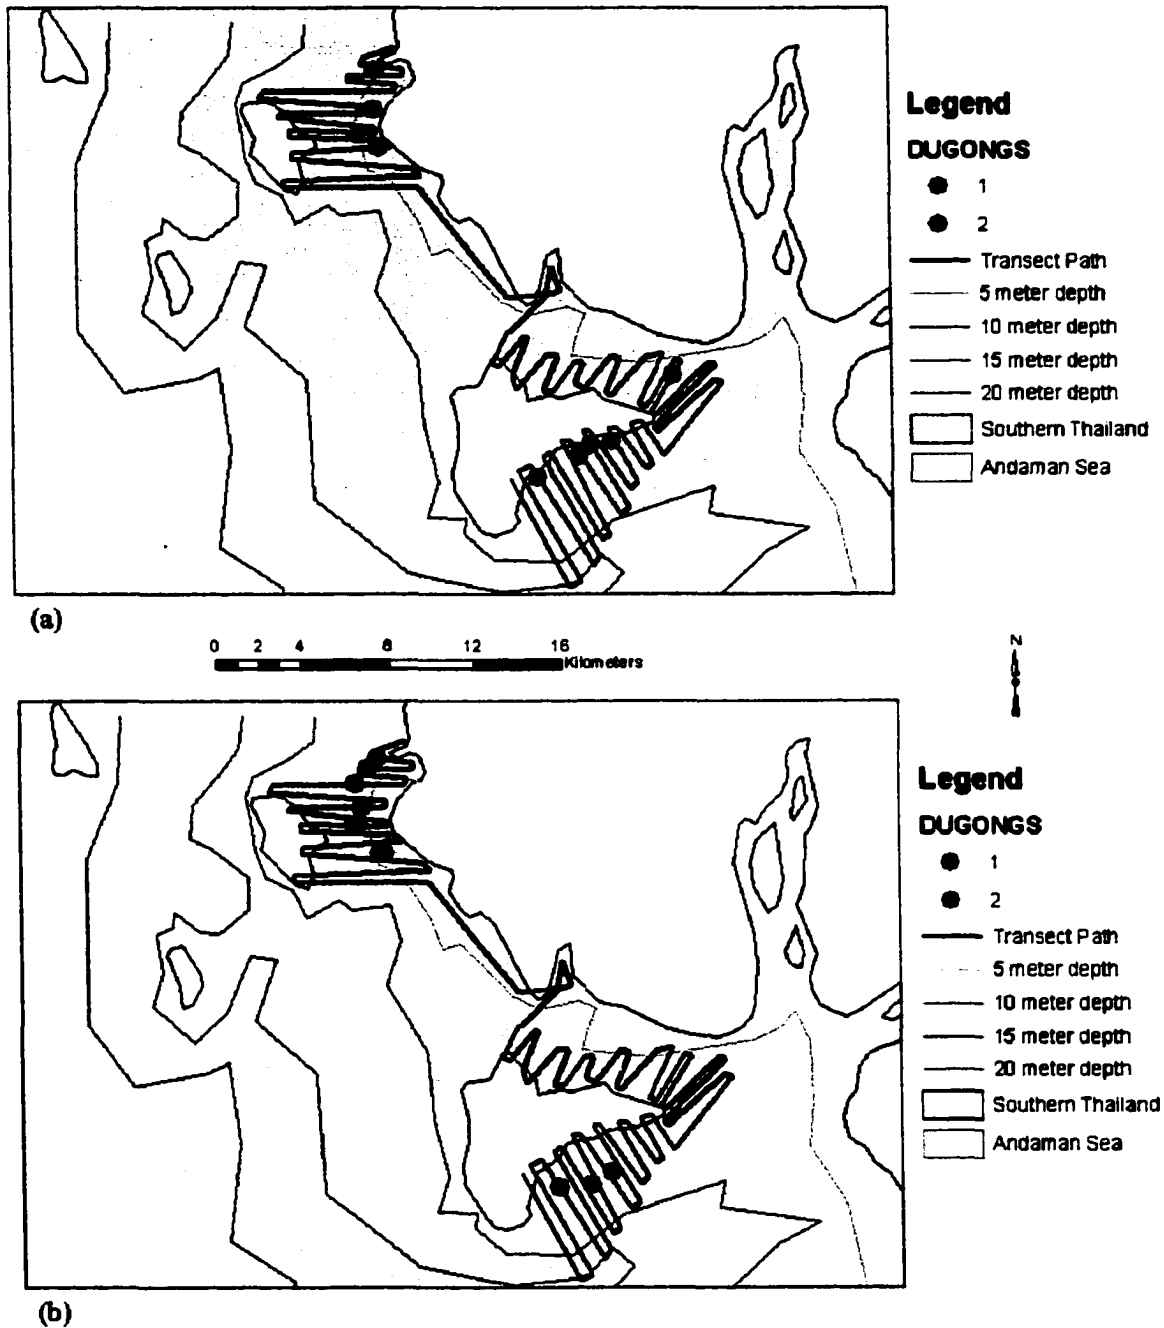 Legend
DUGONGS
1
2
Transect Path
5 meter depth
10 meter depth
15 meter depth
20 meter depth
Southern Thailand
Andaman Sea
(a)
0 2 4 8 12 16
Kilometers
N
Legend
DUGONGS
1
2
Transect Path
5 meter depth
10 meter depth
15 meter depth
20 meter depth
Southern Thailand
Andaman Sea
(b)